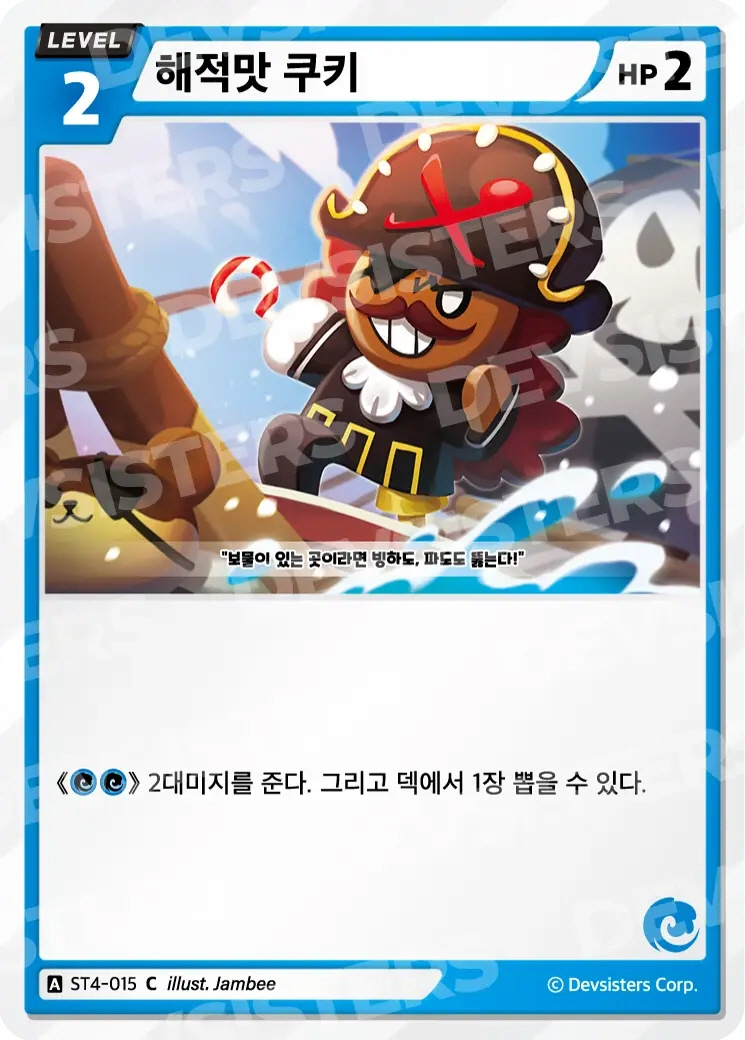 LEVEL
2
해적맛 쿠키
HP 2
"보물이 있는 곳이라면 빙하도, 파도도 뚫는다!"
《 》 2대미지를 준다. 그리고 덱에서 1장 뽑을 수 있다.
A ST4-015 C illust. Jambee
© Devsisters Corp.
DEVSISTERS